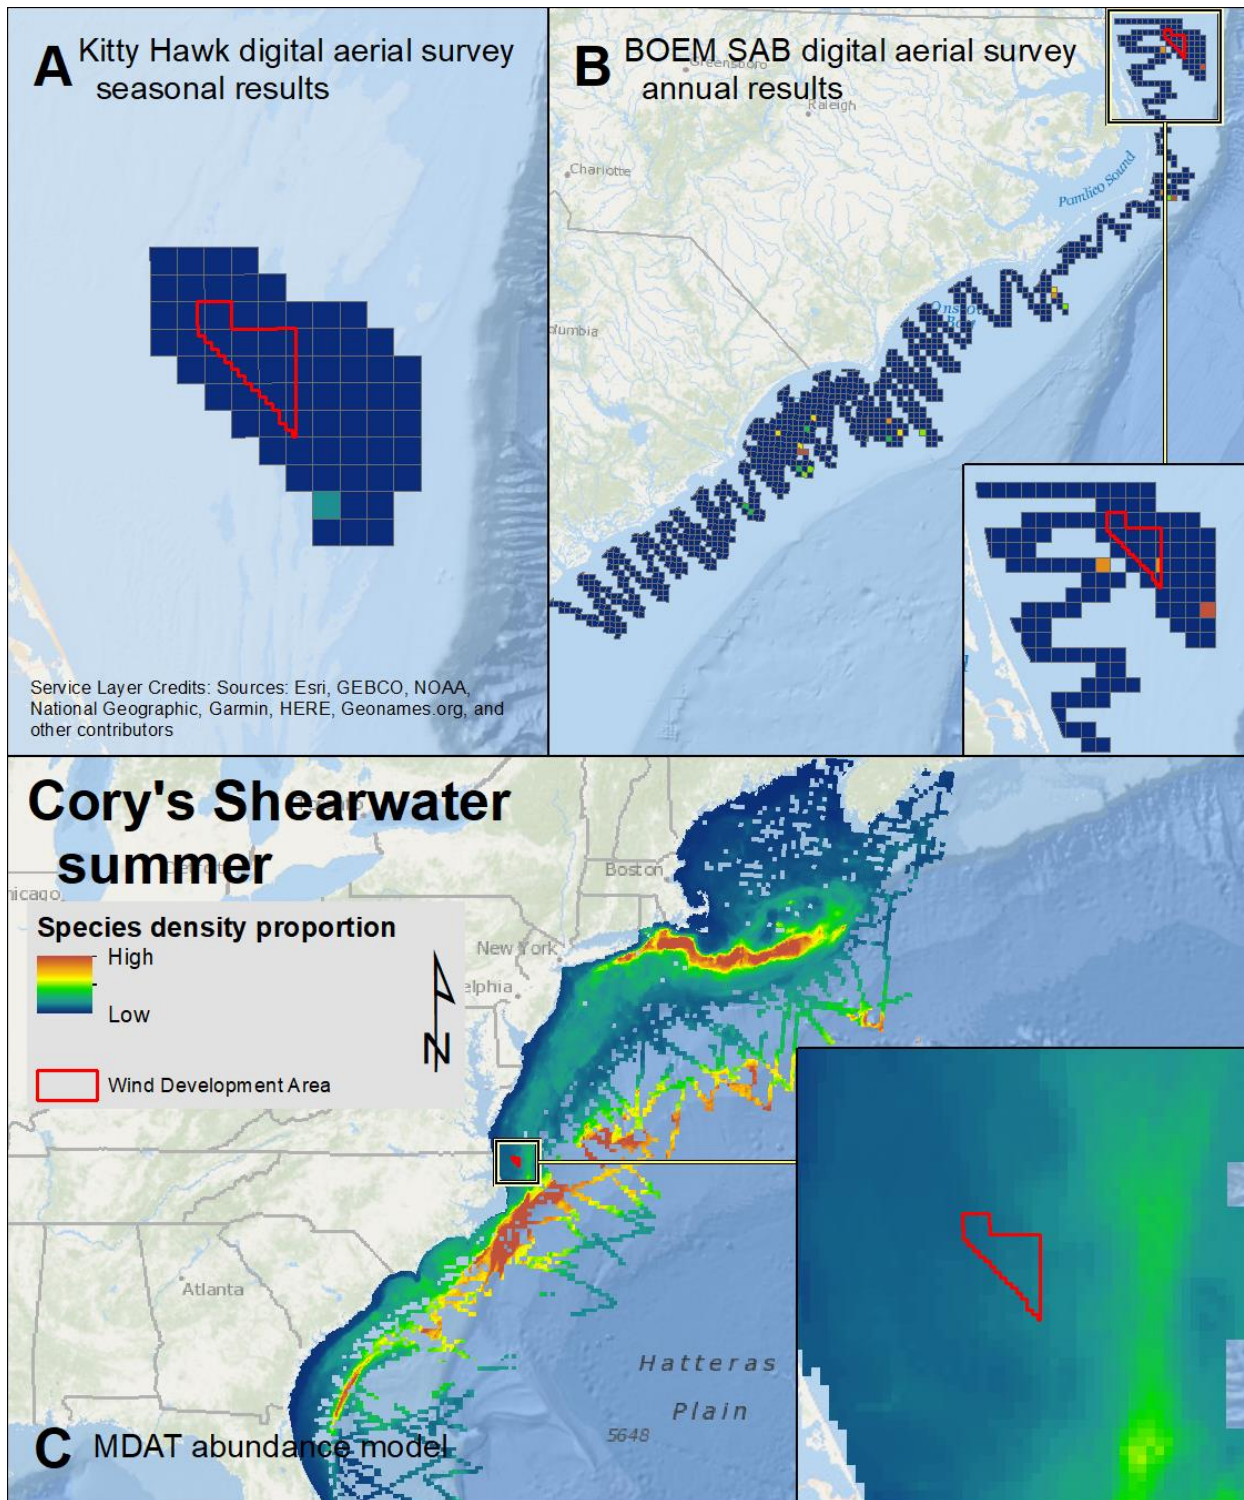 A Kitty Hawk digital aerial survey
seasonal results
B BOEM SAB digital aerial survey
annual results
Greensboro
Raleigh
Charlotte
Pamlico Sound
Service Layer Credits: Sources: Esri, GEBCO, NOAA,
National Geographic, Garmin, HERE, Geonames.org, and
other contributors
Cory's Shearwater
summer
Species density proportion
High
Low
Wind Development Area
N
Boston
New York
elphia
Atlanta
Hatteras
Plain
5648
C MDAT abundance model